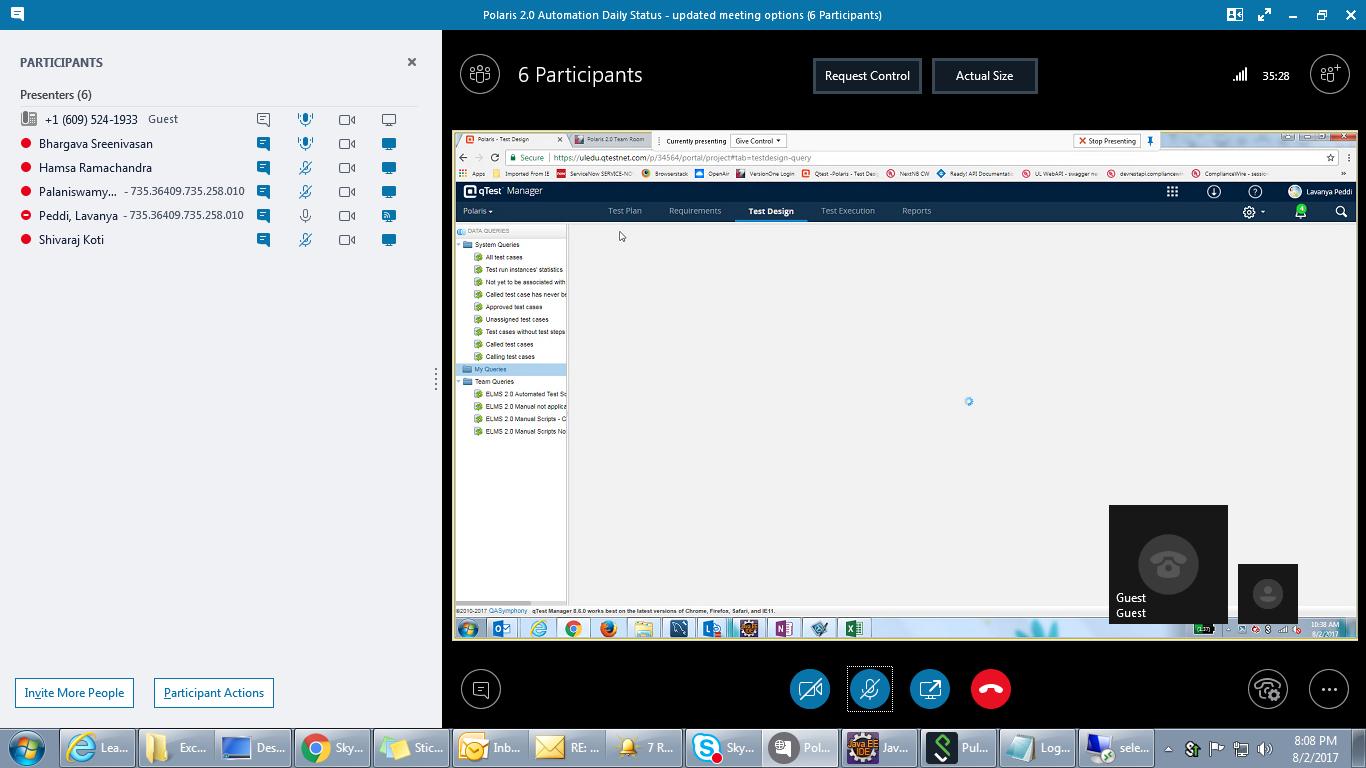 Polaris 2.0 Automation Daily Status - updated meeting options (6 Participants)
PARTICIPANTS
Presenters (6)
+1 (609) 524-1933 Guest
Bhargava Sreenivasan
Hamsa Ramachandra
Palaniswamy... - 735.36409.735.258.010
Peddi, Lavanya - 735.36409.735.258.010
Shivaraj Koti
Invite More People
Participant Actions
6 Participants
Request Control
Actual Size
35:28
Polaris - Test Design
Polaris 2.0 Team Room
Currently presenting
Give Control
Stop Presenting
Secure https://uledu.qtestnet.com/p/34564/portal/project#tab=testdesign-query
Apps
Imported From IE
ServiceNow SERVICE-NO
Browserstack
OpenAir
VersionOne Login
Qtest -Polaris - Test Desi
NextNB CW
Ready! API Documentatio
UL WebAPI - swagger ne
devrestapi.compliancewire
ComplianceWire - session
qTest Manager
4
Lavanya Peddi
Polaris
Test Plan
Requirements
Test Design
Test Execution
Reports
DATA QUERIES
System Queries
All test cases
Test run instances' statistics
Not yet to be associated with
Called test case has never be
Approved test cases
Unassigned test cases
Test cases without test steps
Called test cases
Calling test cases
My Queries
Team Queries
ELMS 2.0 Automated Test Sc
ELMS 2.0 Manual not applica
ELMS 2.0 Manual Scripts - C
ELMS 2.0 Manual Scripts No
Guest
Guest
©2010-2017 QASymphony qTest Manager 8.6.0 works best on the latest versions of Chrome, Firefox, Safari, and IE11.
10:38 AM
8/2/2017
Lea...
Exc...
Des...
Sky...
Stic...
Inb...
RE: ...
7 R...
Sky...
Pol...
Java EE IDE
Jav...
Pul...
Log...
sele...
8:08 PM
8/2/2017